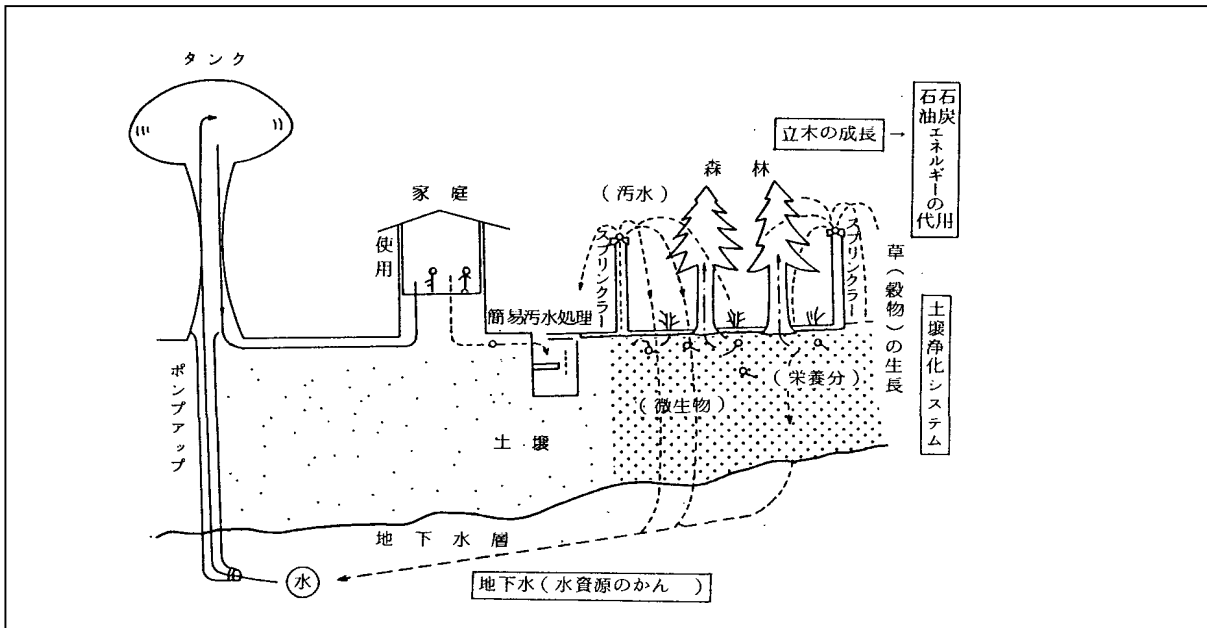 タンク
石炭
石油
エネルギーの代用
立木の成長
森林
家庭
(汚水)
使用
スプリンクラー
スプリンクラー
草(穀物)の生長
簡易汚水処理
土壌浄化システム
ポンプアップ
(栄養分)
(微生物)
土壌
地下水層
水
地下水(水資源のかん　)